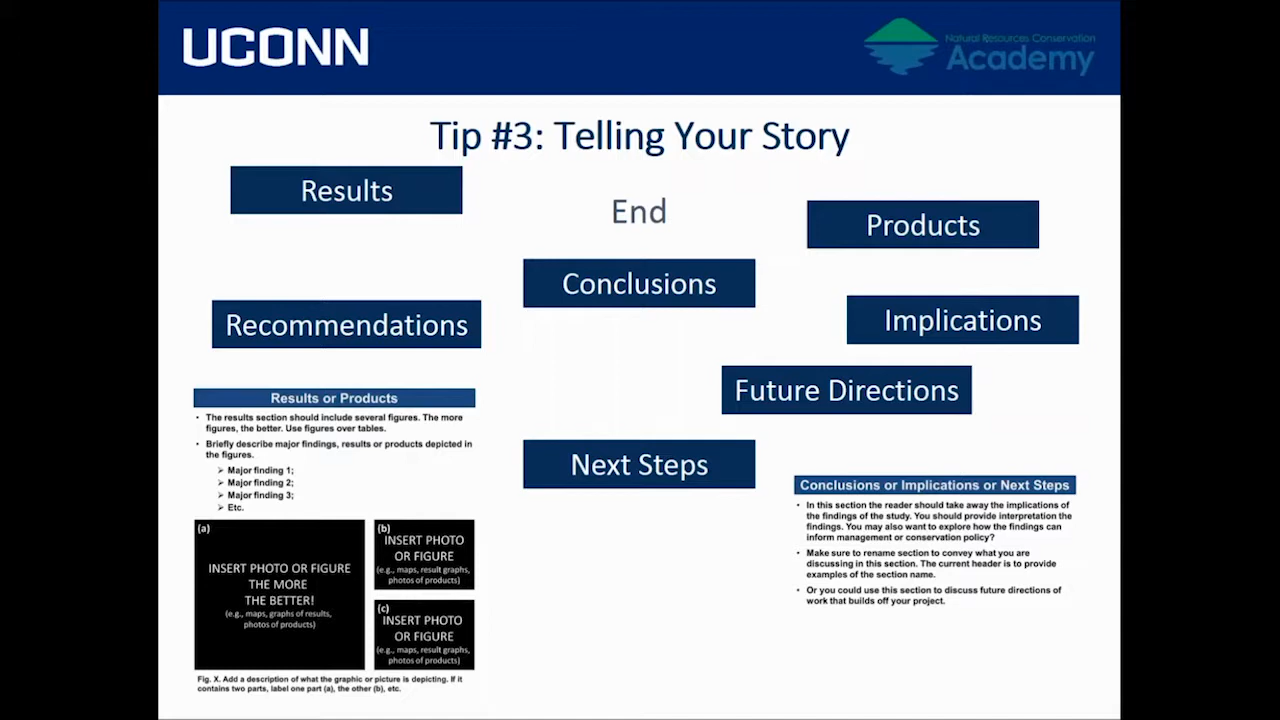 UCONN
Natural Resources Conservation
Academy
Tip #3: Telling Your Story
Results
End
Products
Conclusions
Recommendations
Implications
Future Directions
Next Steps
Results or Products
• The results section should include several figures. The more
figures, the better. Use figures over tables.
• Briefly describe major findings, results or products depicted in
the figures.
➢ Major finding 1;
➢ Major finding 2;
➢ Major finding 3;
➢ Etc.
(a)
INSERT PHOTO OR FIGURE
THE MORE
THE BETTER!
(e.g., maps, graphs of results,
photos of products)
(b)
INSERT PHOTO
OR FIGURE
(e.g., maps, result graphs,
photos of products)
(c)
INSERT PHOTO
OR FIGURE
(e.g., maps, result graphs,
photos of products)
Fig. X. Add a description of what the graphic or picture is depicting. If it
contains two parts, label one part (a), the other (b), etc.
Conclusions or Implications or Next Steps
• In this section the reader should take away the implications of
the findings of the study. You should provide interpretation the
findings. You may also want to explore how the findings can
inform management or conservation policy?
• Make sure to rename section to convey what you are
discussing in this section. The current header is to provide
examples of the section name.
• Or you could use this section to discuss future directions of
work that builds off your project.